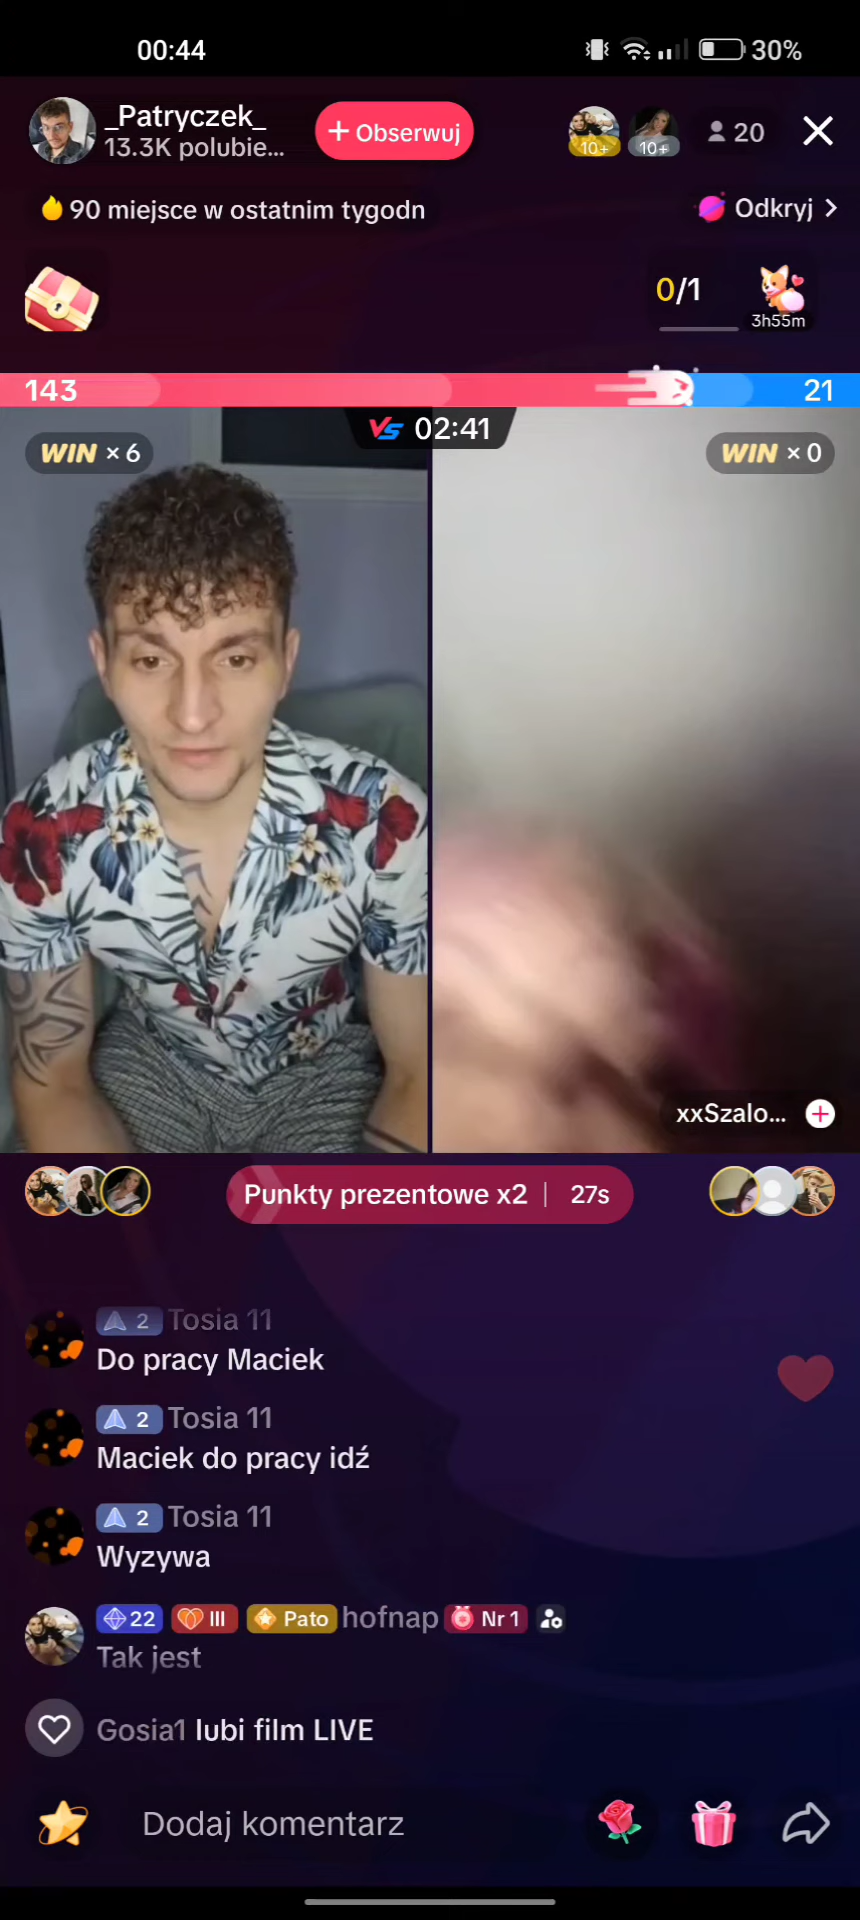 00:44
30%
_Patryczek_
13.3K polubie...
+ Obserwuj
10+
10+
20
90 miejsce w ostatnim tygodn
Odkryj >
0/1
3h55m
143
21
VS 02:41
WIN × 6
WIN × 0
xxSzalo...
Punkty prezentowe x2 | 27s
2 Tosia 11
Do pracy Maciek
2 Tosia 11
Maciek do pracy idź
2 Tosia 11
Wyzywa
22 III Pato hofnap Nr 1
Tak jest
Gosia1 lubi film LIVE
Dodaj komentarz